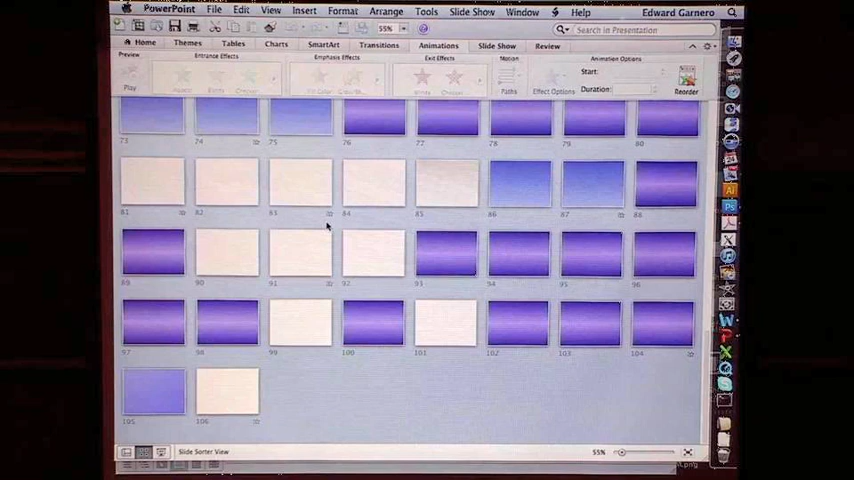 PowerPoint File Edit View Insert Format Arrange Tools Slide Show Window Help Edward Garnero
55% Search in Presentation
Home Themes Tables Charts SmartArt Transitions Animations Slide Show Review
Preview Entrance Effects Emphasis Effects Exit Effects Motion Animation Options
Start:
Duration:
Play Paths Effect Options Reorder
73 74 75 76 77 78 79 80
81 82 83 84 85 86 87 88
89 90 91 92 93 94 95 96
97 98 99 100 101 102 103 104
105 106
Slide Sorter View 55%